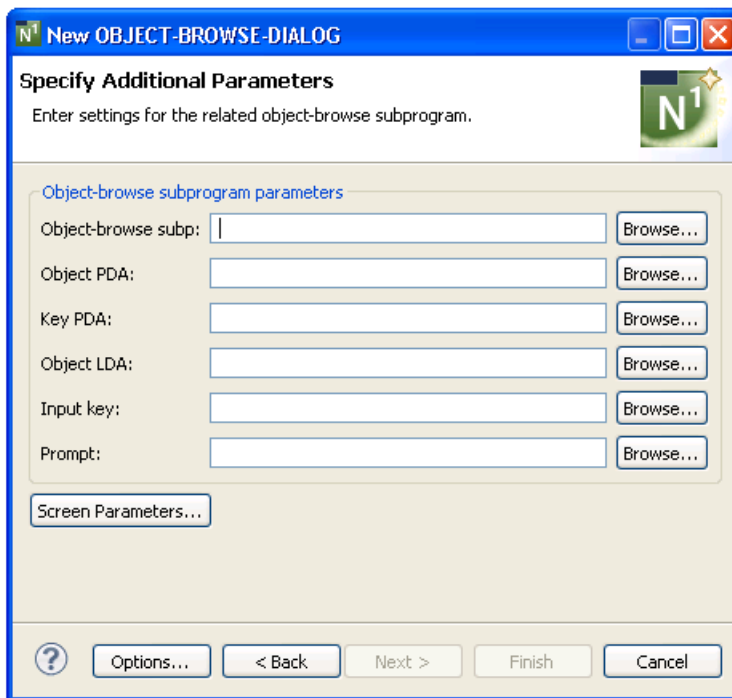 N1 New OBJECT-BROWSE-DIALOG
Specify Additional Parameters
Enter settings for the related object-browse subprogram.
N1
Object-browse subprogram parameters
Object-browse subp: Browse...
Object PDA: Browse...
Key PDA: Browse...
Object LDA: Browse...
Input key: Browse...
Prompt: Browse...
Screen Parameters...
? Options... < Back Next > Finish Cancel